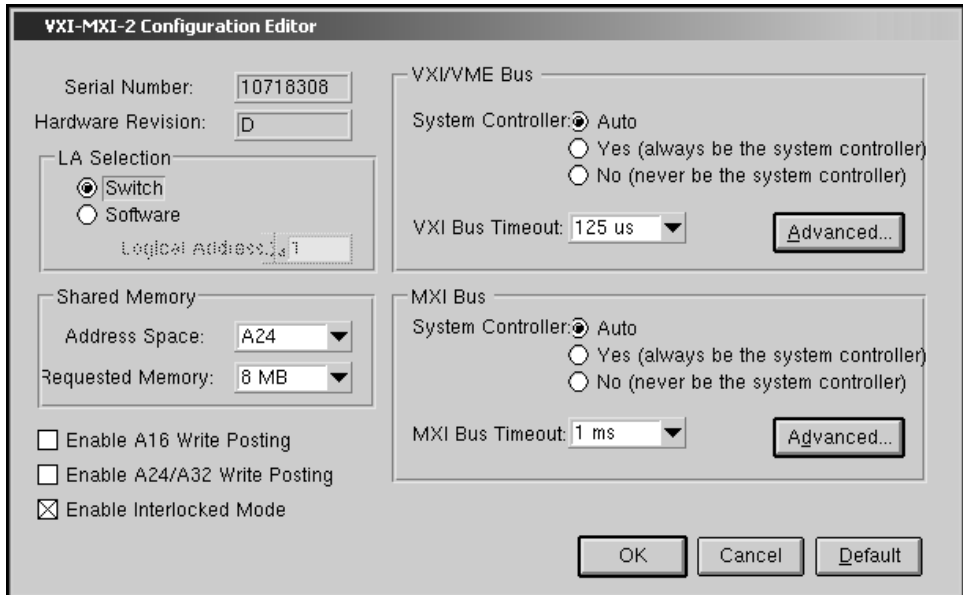 VXI-MXI-2 Configuration Editor
Serial Number: 10718308
Hardware Revision: D
LA Selection
Switch
Software
Logical Address: 1
Shared Memory
Address Space: A24
Requested Memory: 8 MB
Enable A16 Write Posting
Enable A24/A32 Write Posting
Enable Interlocked Mode
VXI/VME Bus
System Controller: Auto
Yes (always be the system controller)
No (never be the system controller)
VXI Bus Timeout: 125 us
Advanced...
MXI Bus
System Controller: Auto
Yes (always be the system controller)
No (never be the system controller)
MXI Bus Timeout: 1 ms
Advanced...
OK Cancel Default